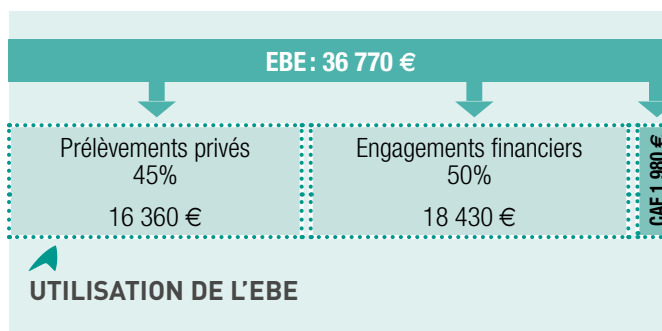 EBE : 36 770 €
Prélèvements privés
45%
16 360 €
Engagements financiers
50%
18 430 €
CAF 1 980 €
UTILISATION DE L'EBE